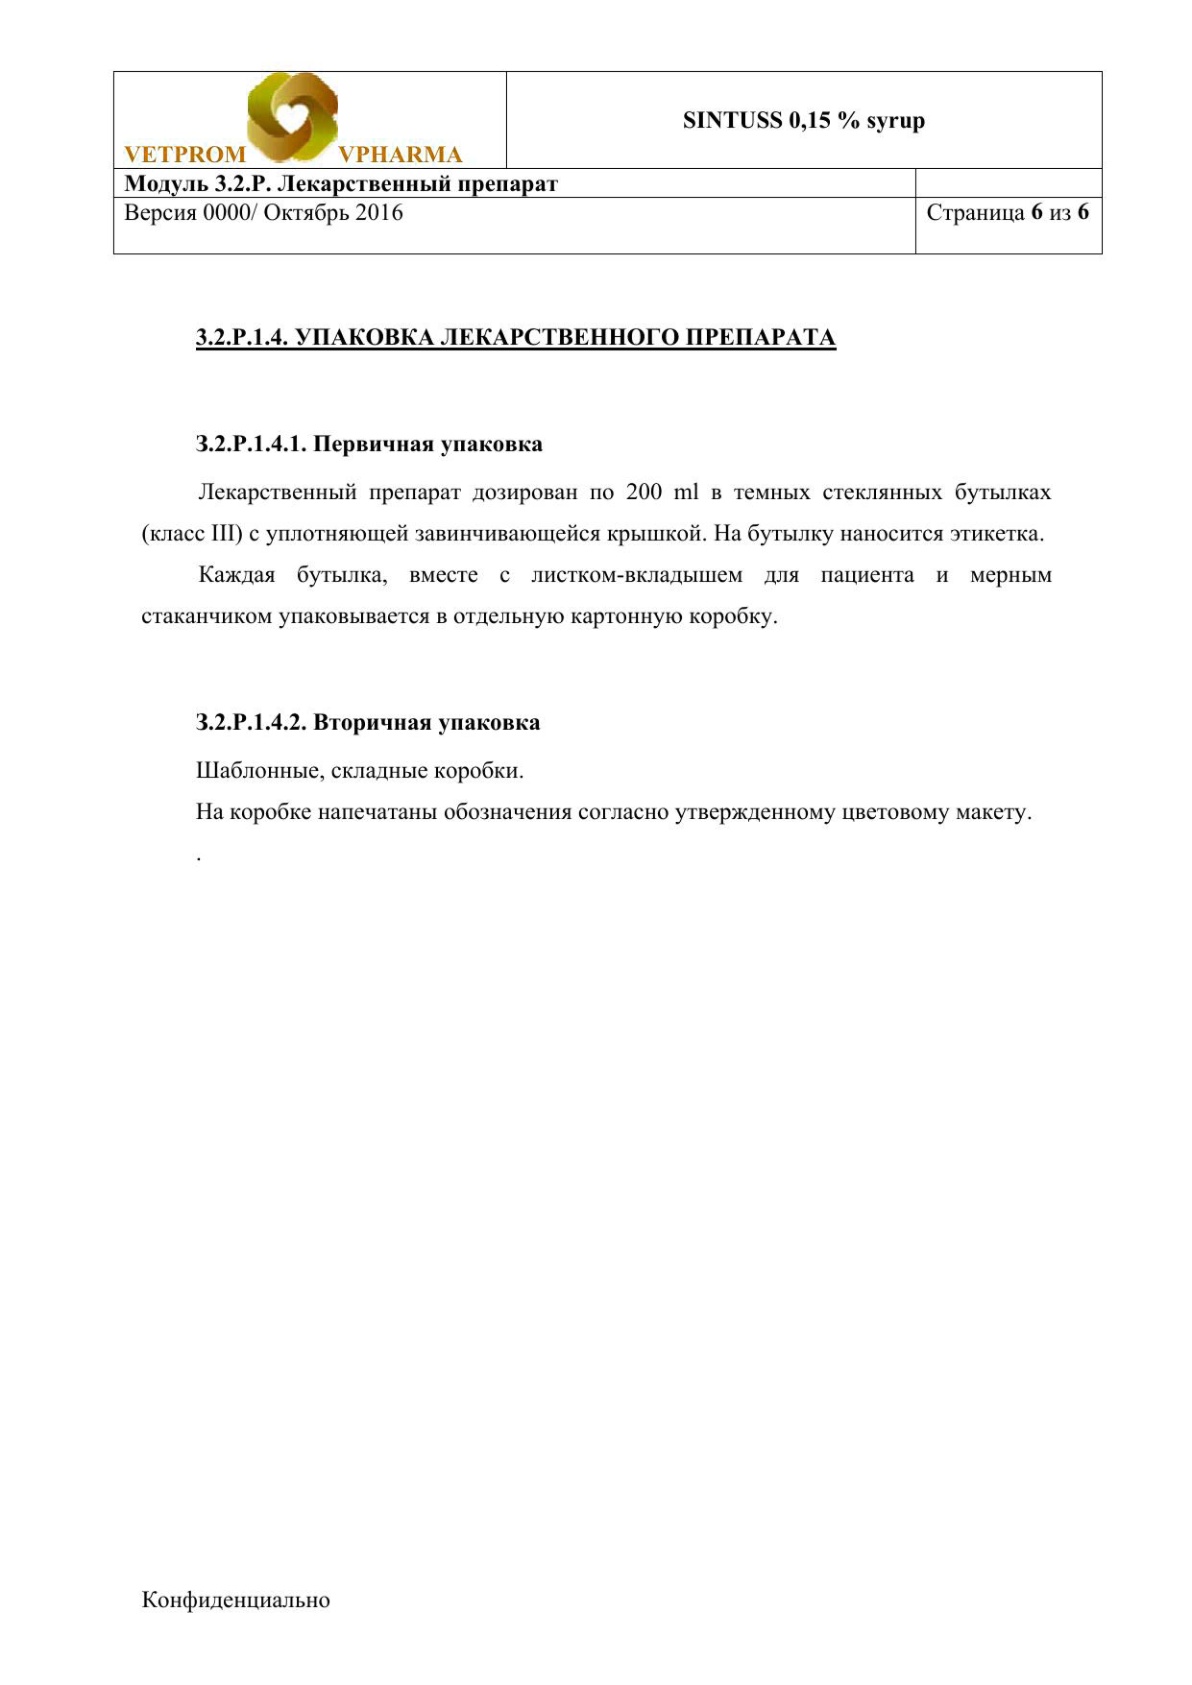 VETPROM VPHARMA
SINTUSS 0,15 % syrup
Модуль 3.2.Р. Лекарственный препарат
Версия 0000/ Октябрь 2016
Страница 6 из 6
3.2.Р.1.4. УПАКОВКА ЛЕКАРСТВЕННОГО ПРЕПАРАТА
З.2.Р.1.4.1. Первичная упаковка
Лекарственный препарат дозирован по 200 ml в темных стеклянных бутылках
(класс III) с уплотняющей завинчивающейся крышкой. На бутылку наносится этикетка.
Каждая бутылка, вместе с листком-вкладышем для пациента и мерным
стаканчиком упаковывается в отдельную картонную коробку.
З.2.Р.1.4.2. Вторичная упаковка
Шаблонные, складные коробки.
На коробке напечатаны обозначения согласно утвержденному цветовому макету.
.
Конфиденциально